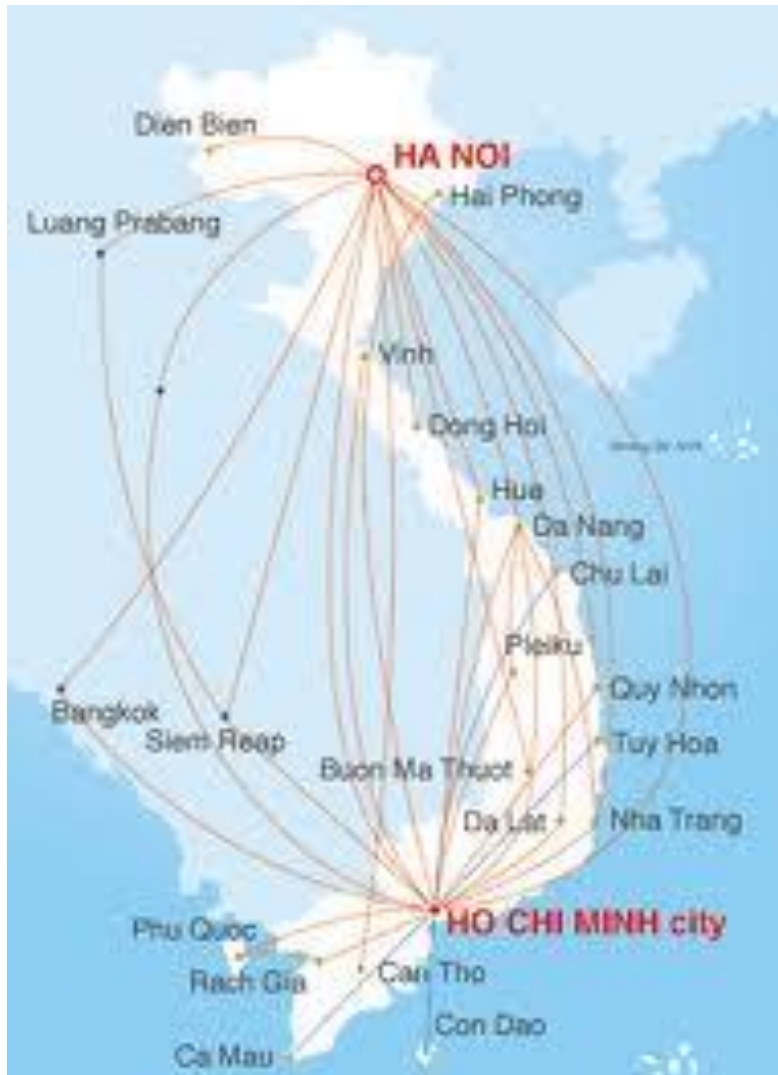 Dien Bien
HA NOI
Hai Phong
Luang Prabang
Vinh
Dong Hoi
Hue
Da Nang
Chu Lai
Pleiku
Quy Nhon
Bangkok
Siem Reap
Tuy Hoa
Buon Ma Thuot
Da Lat
Nha Trang
HO CHI MINH city
Phu Quoc
Rach Gia
Can Tho
Con Dao
Ca Mau